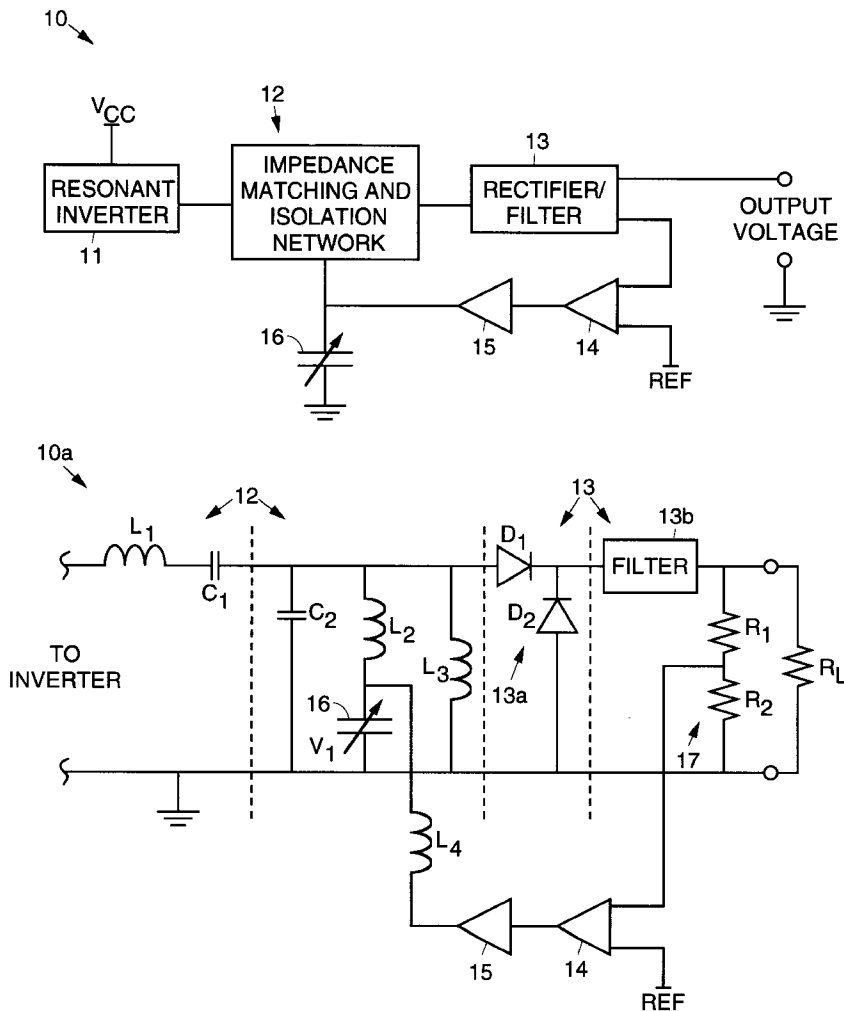 10
12
VCC
13
IMPEDANCE
MATCHING AND
ISOLATION
NETWORK
RESONANT
INVERTER
RECTIFIER/
FILTER
OUTPUT
VOLTAGE
11
15
14
16
REF
10a
12
13
13b
L1
C1
D1
FILTER
C2
L2
D2
R1
TO
INVERTER
L3
RL
16
13a
R2
V1
17
L4
15
14
REF